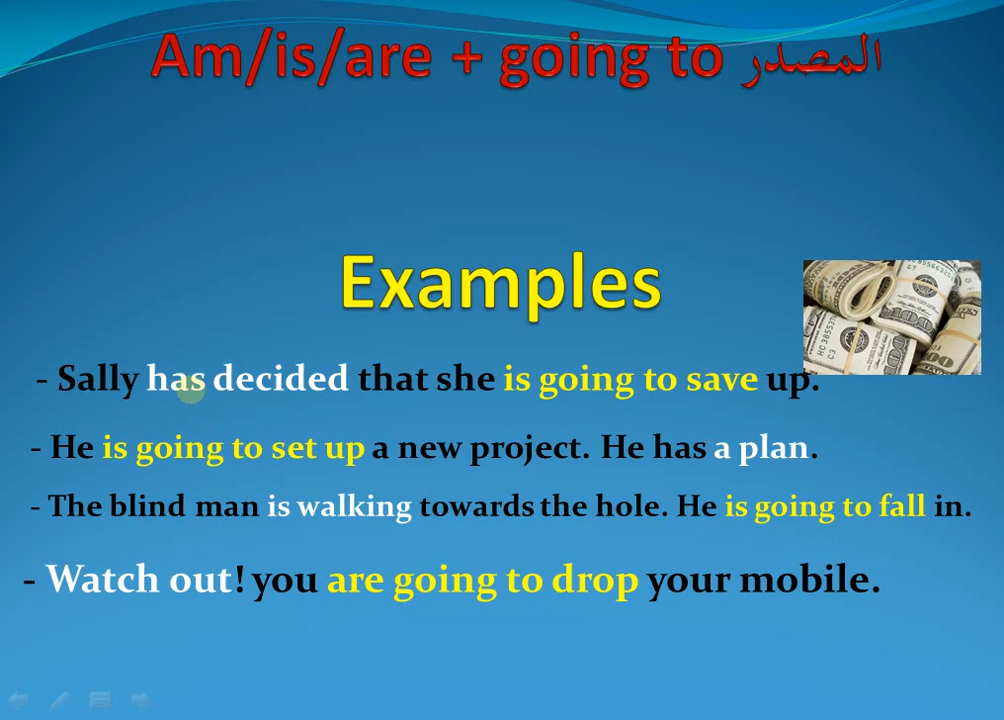 Am/is/are + going to المصدر
Examples
- Sally has decided that she is going to save up.
- He is going to set up a new project. He has a plan.
- The blind man is walking towards the hole. He is going to fall in.
- Watch out! you are going to drop your mobile.